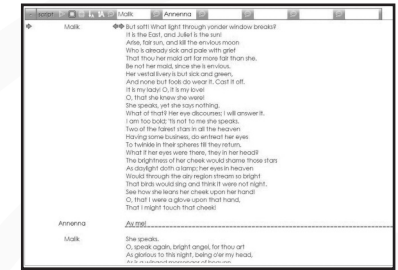 script Malik Annenna
Malik But soft! What light through yonder window breaks?
It is the East, and Juliet is the sun!
Arise, fair sun, and kill the envious moon
Who is already sick and pale with grief
That thou her maid art far more fair than she.
Be not her maid, since she is envious.
Her vestal livery is but sick and green,
And none but fools do wear it. Cast it off.
It is my lady! O, it is my love!
O, that she knew she were!
She speaks, yet she says nothing.
What of that? Her eye discourses; I will answer it.
I am too bold; 'tis not to me she speaks.
Two of the fairest stars in all the heaven
Having some business, do entreat her eyes
To twinkle in their spheres till they return.
What if her eyes were there, they in her head?
The brightness of her cheek would shame those stars
As daylight doth a lamp; her eyes in heaven
Would through the airy region stream so bright
That birds would sing and think it were not night.
See how she leans her cheek upon her hand!
O, that I were a glove upon that hand,
That I might touch that cheek!
Annenna Ay me!
Malik She speaks.
O, speak again, bright angel, for thou art
As glorious to this night, being o'er my head,
As is a winged messenger of heaven